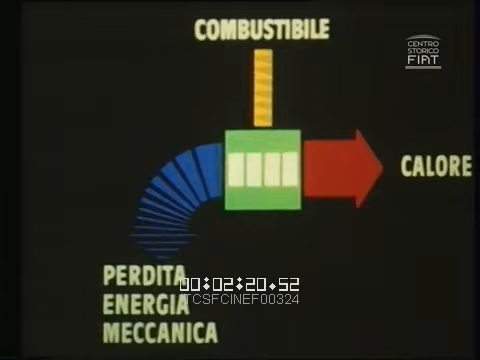 COMBUSTIBILE
CENTRO
STORICO
FIAT
CALORE
PERDITA
ENERGIA
MECCANICA
00:02:20.52
TCSFCINEF00324